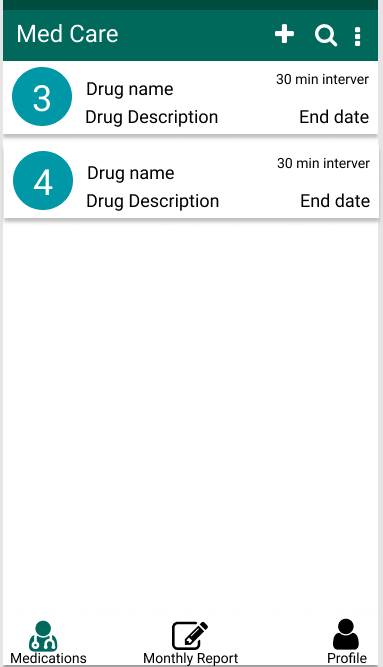 Med Care
3
Drug name
30 min interver
Drug Description
End date
4
Drug name
30 min interver
Drug Description
End date
Medications
Monthly Report
Profile